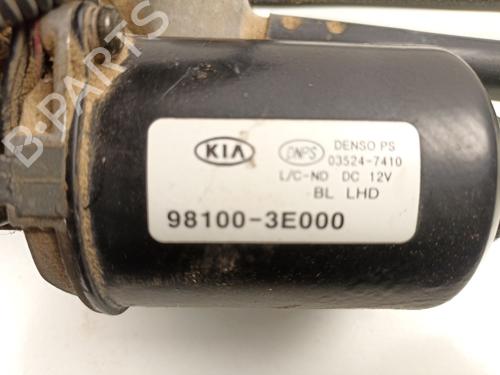 B-PARTS
KIA
DNPS
DENSO PS
03524-7410
L/C-ND DC 12V
BL LHD
98100-3E000